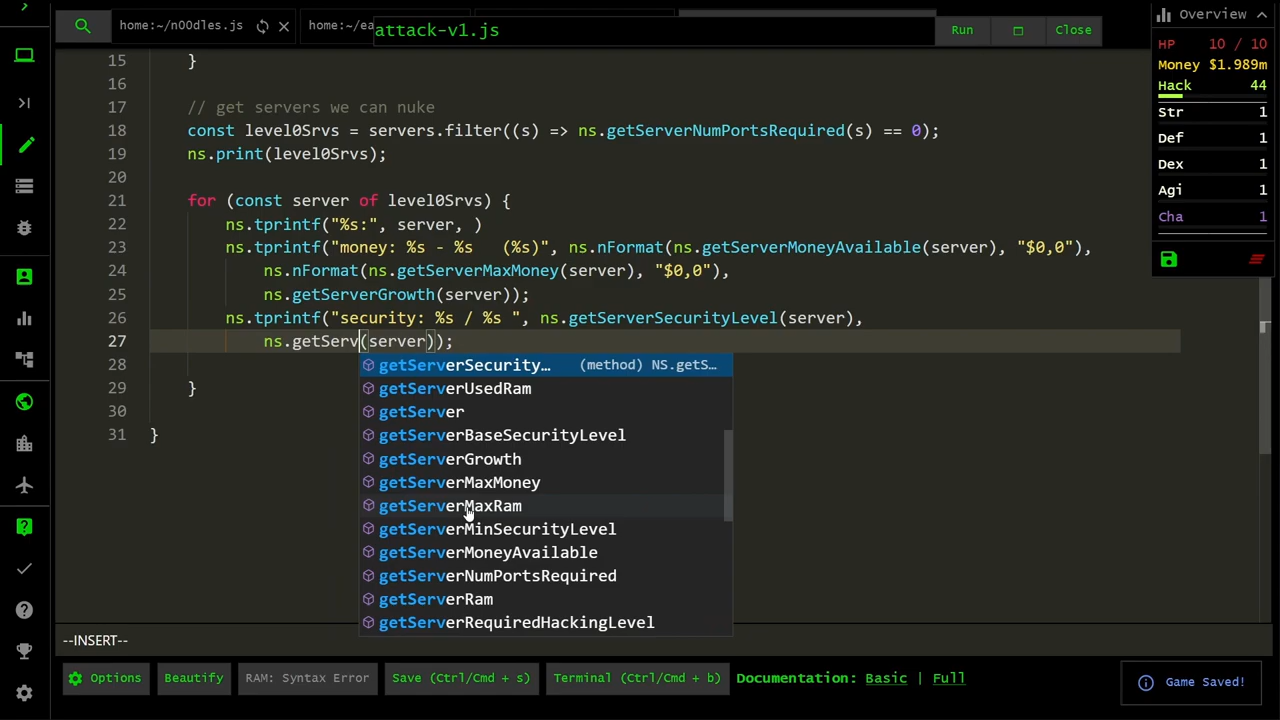 home:~/n00dles.js
home:~/ea
attack-v1.js
Run
Close
Overview
HP 10 / 10
Money $1.989m
Hack 44
Str 1
Def 1
Dex 1
Agi 1
Cha 1
15 }
16
17 // get servers we can nuke
18 const level0Srvs = servers.filter((s) => ns.getServerNumPortsRequired(s) == 0);
19 ns.print(level0Srvs);
20
21 for (const server of level0Srvs) {
22 ns.tprintf("%s:", server, )
23 ns.tprintf("money: %s - %s   (%s)", ns.nFormat(ns.getServerMoneyAvailable(server), "$0,0"),
24 ns.nFormat(ns.getServerMaxMoney(server), "$0,0"),
25 ns.getServerGrowth(server));
26 ns.tprintf("security: %s / %s ", ns.getServerSecurityLevel(server),
27 ns.getServ(server));
28
29 }
30
31 }
getServerSecurity… (method) NS.getS…
getServerUsedRam
getServer
getServerBaseSecurityLevel
getServerGrowth
getServerMaxMoney
getServerMaxRam
getServerMinSecurityLevel
getServerMoneyAvailable
getServerNumPortsRequired
getServerRam
getServerRequiredHackingLevel
--INSERT--
Options
Beautify
RAM: Syntax Error
Save (Ctrl/Cmd + s)
Terminal (Ctrl/Cmd + b)
Documentation: Basic | Full
Game Saved!